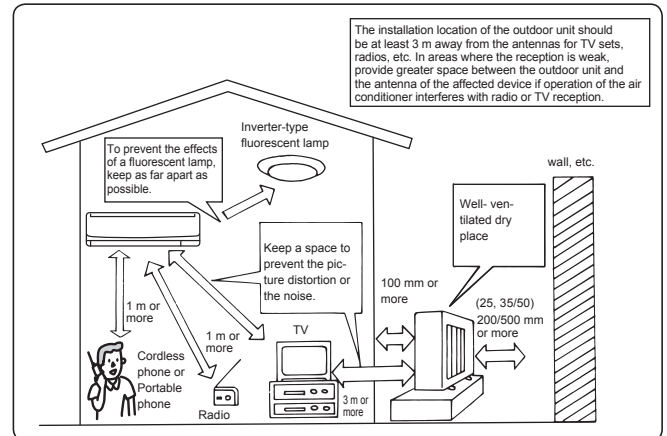 The installation location of the outdoor unit should
be at least 3 m away from the antennas for TV sets,
radios, etc. In areas where the reception is weak,
provide greater space between the outdoor unit and
the antenna of the affected device if operation of the air
conditioner interferes with radio or TV reception.
Inverter-type
fluorescent lamp
To prevent the effects
of a fluorescent lamp,
keep as far apart as
possible.
wall, etc.
Well- ven-
tilated dry
place
Keep a space to
prevent the pic-
ture distortion or
the noise.
100 mm or
more
(25, 35/50)
200/500 mm
or more
1 m or
more
1 m or
more
TV
Cordless
phone or
Portable
phone
Radio
3 m or
more